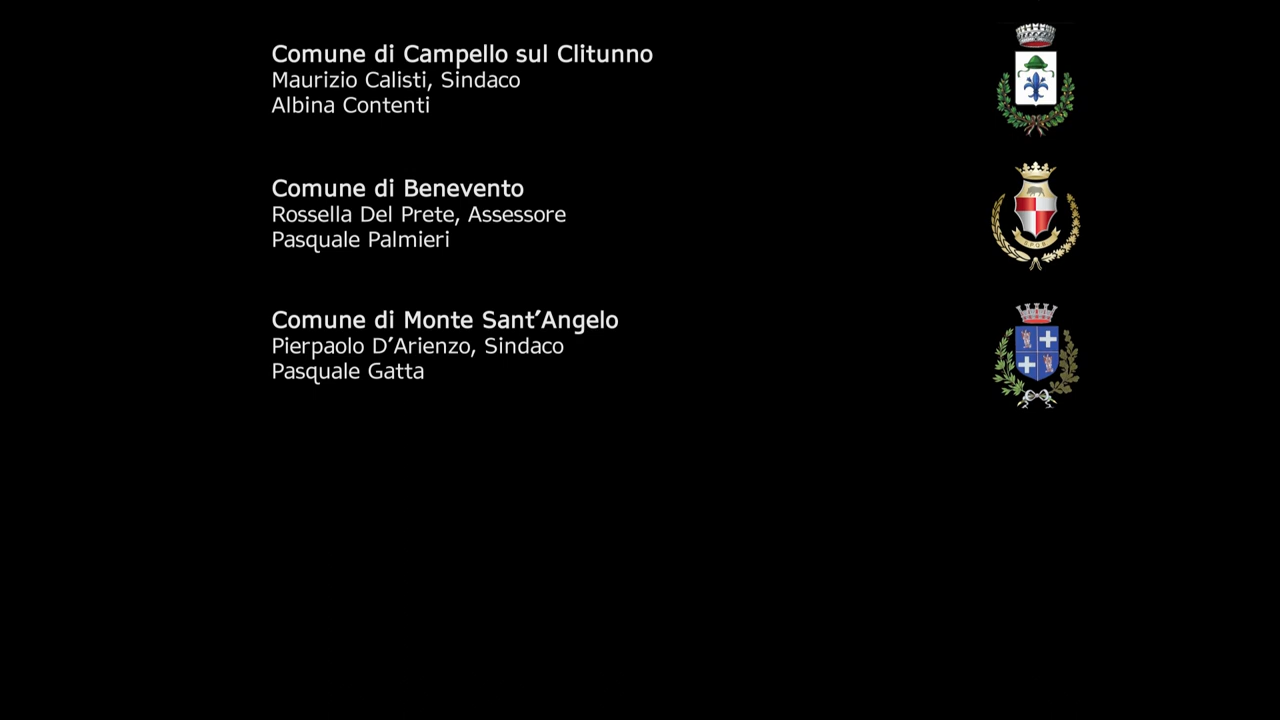 Comune di Campello sul Clitunno
Maurizio Calisti, Sindaco
Albina Contenti
Comune di Benevento
Rossella Del Prete, Assessore
Pasquale Palmieri
Comune di Monte Sant’Angelo
Pierpaolo D’Arienzo, Sindaco
Pasquale Gatta